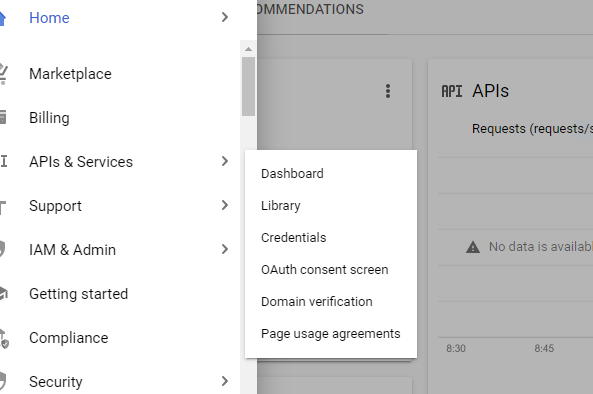 Home
OMMENDATIONS
Marketplace
Billing
APIs & Services
Support
IAM & Admin
Getting started
Compliance
Security
Dashboard
Library
Credentials
OAuth consent screen
Domain verification
Page usage agreements
API APIs
Requests (requests/s
No data is availabl
8:30 8:45